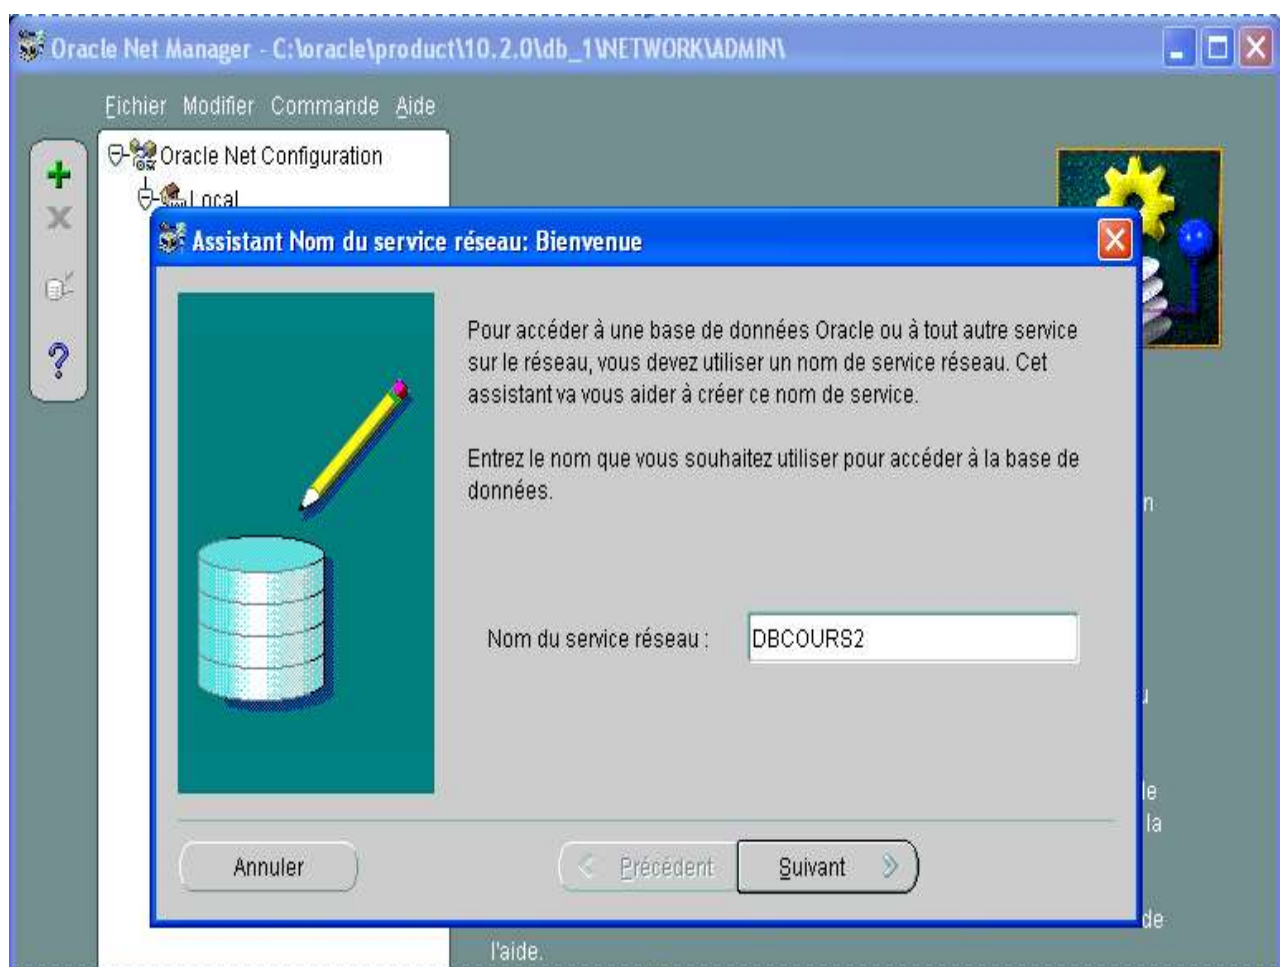 Oracle Net Manager - C:\oracle\product\10.2.0\db_1\NETWORK\ADMIN\
Fichier Modifier Commande Aide
Oracle Net Configuration
Local
Assistant Nom du service réseau: Bienvenue
Pour accéder à une base de données Oracle ou à tout autre service
sur le réseau, vous devez utiliser un nom de service réseau. Cet
assistant va vous aider à créer ce nom de service.
Entrez le nom que vous souhaitez utiliser pour accéder à la base de
données.
Nom du service réseau :
DBCOURS2
le
la
Annuler
Précédent
Suivant
de
l'aide.